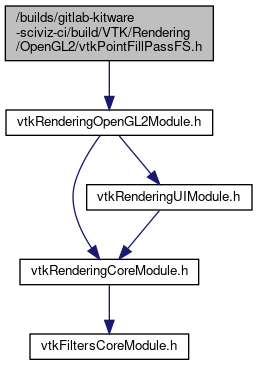 /builds/gitlab-kitware
-sciviz-ci/build/VTK/Rendering
/OpenGL2/vtkPointFillPassFS.h
vtkRenderingOpenGL2Module.h
vtkRenderingUIModule.h
vtkRenderingCoreModule.h
vtkFiltersCoreModule.h